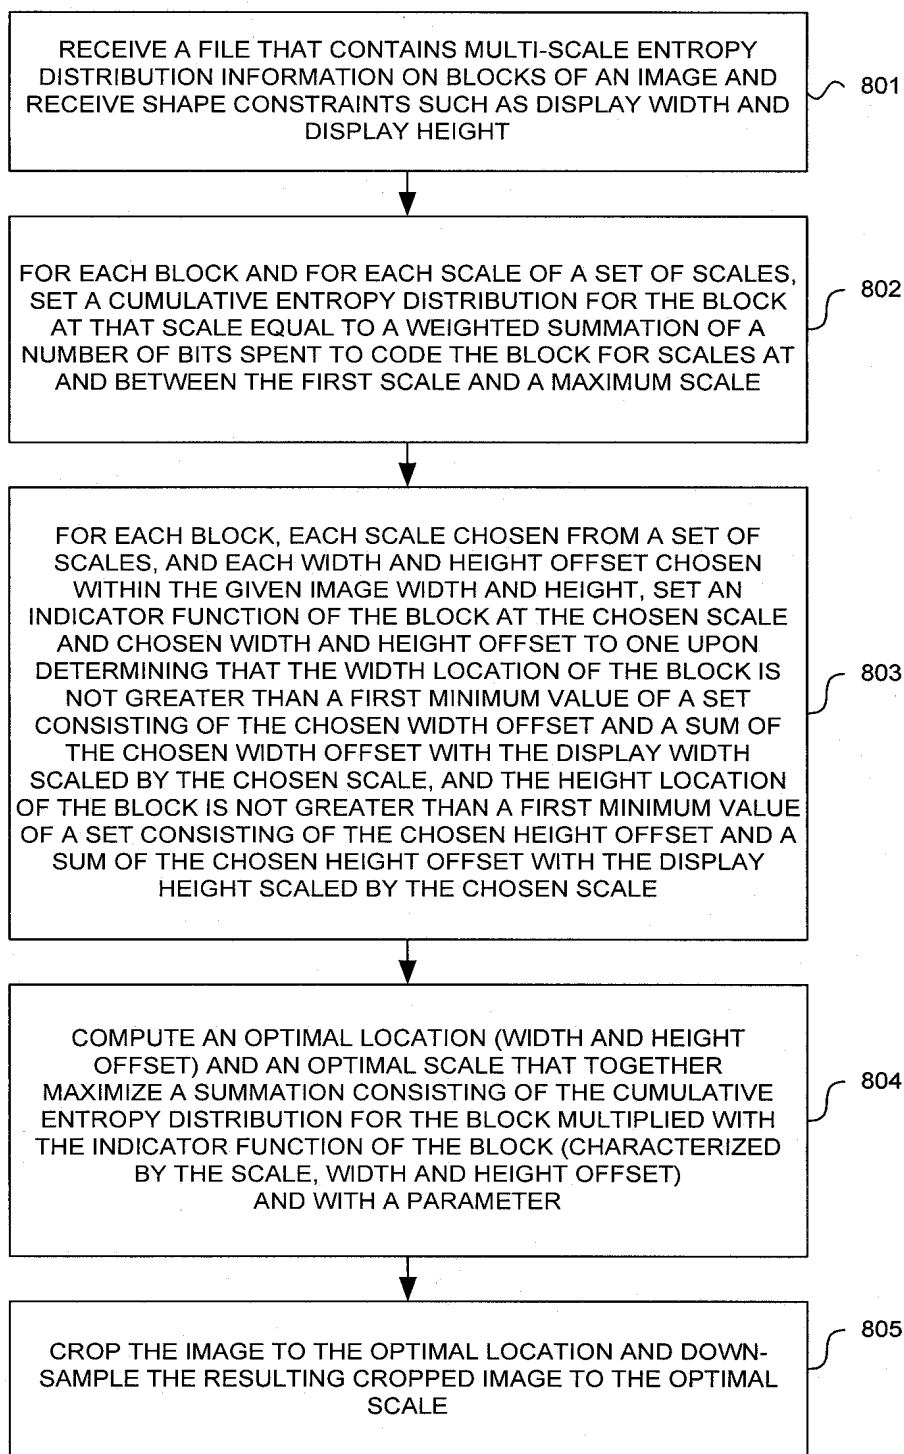 RECEIVE A FILE THAT CONTAINS MULTI-SCALE ENTROPY
DISTRIBUTION INFORMATION ON BLOCKS OF AN IMAGE AND
RECEIVE SHAPE CONSTRAINTS SUCH AS DISPLAY WIDTH AND
DISPLAY HEIGHT
801
FOR EACH BLOCK AND FOR EACH SCALE OF A SET OF SCALES,
SET A CUMULATIVE ENTROPY DISTRIBUTION FOR THE BLOCK
AT THAT SCALE EQUAL TO A WEIGHTED SUMMATION OF A
NUMBER OF BITS SPENT TO CODE THE BLOCK FOR SCALES AT
AND BETWEEN THE FIRST SCALE AND A MAXIMUM SCALE
802
FOR EACH BLOCK, EACH SCALE CHOSEN FROM A SET OF
SCALES, AND EACH WIDTH AND HEIGHT OFFSET CHOSEN
WITHIN THE GIVEN IMAGE WIDTH AND HEIGHT, SET AN
INDICATOR FUNCTION OF THE BLOCK AT THE CHOSEN SCALE
AND CHOSEN WIDTH AND HEIGHT OFFSET TO ONE UPON
DETERMINING THAT THE WIDTH LOCATION OF THE BLOCK IS
NOT GREATER THAN A FIRST MINIMUM VALUE OF A SET
CONSISTING OF THE CHOSEN WIDTH OFFSET AND A SUM OF
THE CHOSEN WIDTH OFFSET WITH THE DISPLAY WIDTH
SCALED BY THE CHOSEN SCALE, AND THE HEIGHT LOCATION
OF THE BLOCK IS NOT GREATER THAN A FIRST MINIMUM VALUE
OF A SET CONSISTING OF THE CHOSEN HEIGHT OFFSET AND A
SUM OF THE CHOSEN HEIGHT OFFSET WITH THE DISPLAY
HEIGHT SCALED BY THE CHOSEN SCALE
803
COMPUTE AN OPTIMAL LOCATION (WIDTH AND HEIGHT
OFFSET) AND AN OPTIMAL SCALE THAT TOGETHER
MAXIMIZE A SUMMATION CONSISTING OF THE CUMULATIVE
ENTROPY DISTRIBUTION FOR THE BLOCK MULTIPLIED WITH
THE INDICATOR FUNCTION OF THE BLOCK (CHARACTERIZED
BY THE SCALE, WIDTH AND HEIGHT OFFSET)
AND WITH A PARAMETER
804
CROP THE IMAGE TO THE OPTIMAL LOCATION AND DOWN-
SAMPLE THE RESULTING CROPPED IMAGE TO THE OPTIMAL
SCALE
805